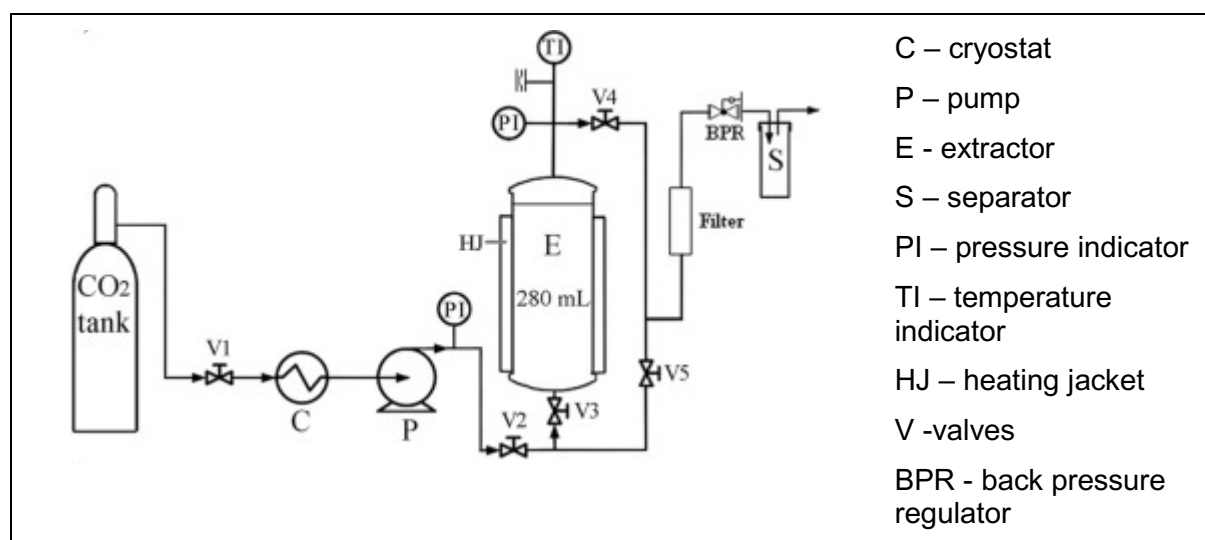 TI
V4
PI
BPR
S
Filter
HJ
E
280 mL
CO2
tank
PI
V1
V5
C
P
V3
V2
C – cryostat
P – pump
E - extractor
S – separator
PI – pressure indicator
TI – temperature
indicator
HJ – heating jacket
V -valves
BPR - back pressure
regulator